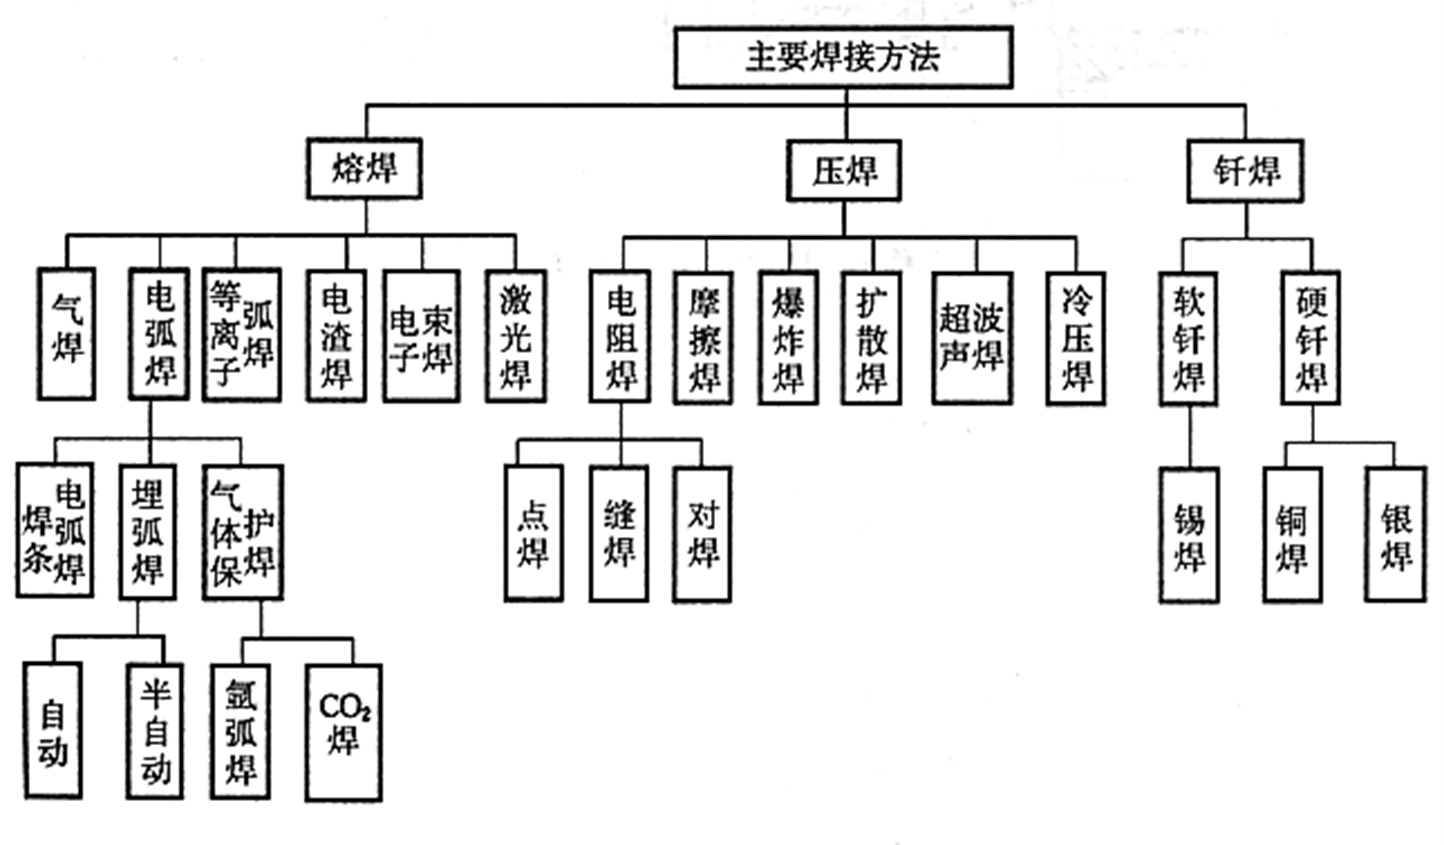 主要焊接方法
熔焊
压焊
钎焊
气焊
电弧焊
等离子弧焊
电渣焊
电子束焊
激光焊
电阻焊
摩擦焊
爆炸焊
扩散焊
超声波焊
冷压焊
软钎焊
硬钎焊
焊条电弧焊
埋弧焊
气体保护焊
点焊
缝焊
对焊
锡焊
铜焊
银焊
自动
半自动
氩弧焊
CO₂焊